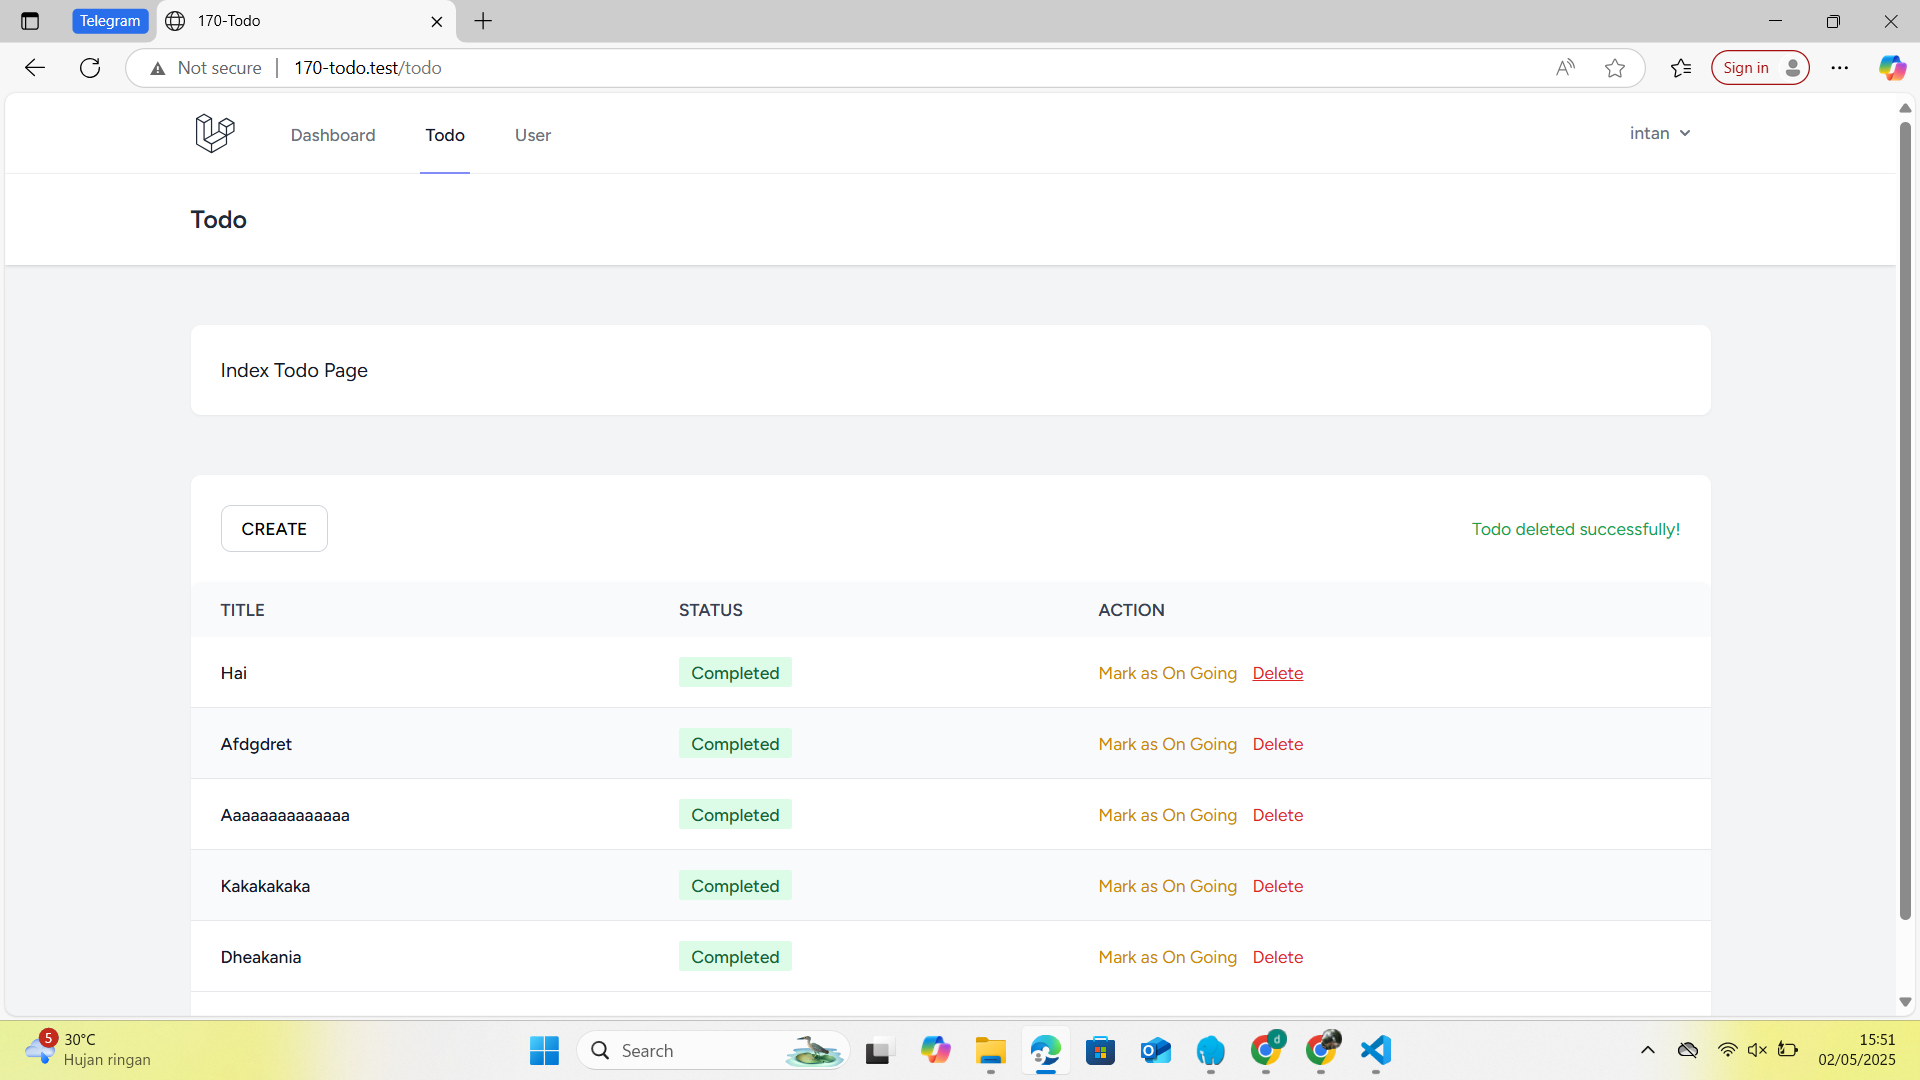 Telegram
170-Todo
Not secure
170-todo.test/todo
Sign in
Dashboard
Todo
User
intan
Todo
Index Todo Page
CREATE
Todo deleted successfully!
TITLE STATUS ACTION
Hai Completed Mark as On Going Delete
Afdgdret Completed Mark as On Going Delete
Aaaaaaaaaaaaaa Completed Mark as On Going Delete
Kakakakaka Completed Mark as On Going Delete
Dheakania Completed Mark as On Going Delete
5
30°C
Hujan ringan
Search
d
15:51
02/05/2025